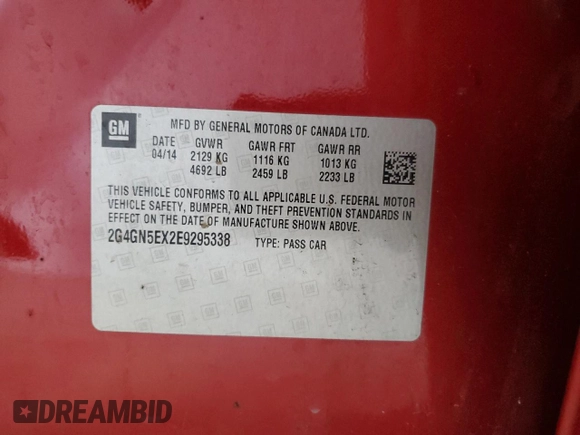 GM
MFD BY GENERAL MOTORS OF CANADA LTD.
DATE GVWR GAWR FRT GAWR RR
04/14 2129 KG 1116 KG 1013 KG
4692 LB 2459 LB 2233 LB
THIS VEHICLE CONFORMS TO ALL APPLICABLE U.S. FEDERAL MOTOR
VEHICLE SAFETY, BUMPER, AND THEFT PREVENTION STANDARDS IN
EFFECT ON THE DATE OF MANUFACTURE SHOWN ABOVE.
2G4GN5EX2E9295338 TYPE: PASS CAR
DREAMBID